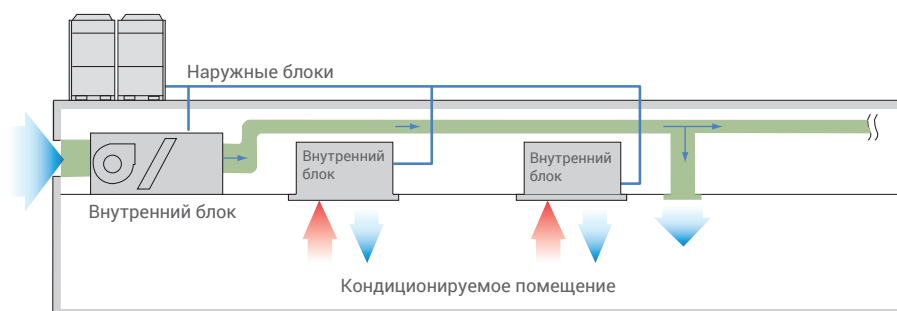 Наружные блоки
Внутренний
блок
Внутренний
блок
Внутренний блок
Кондиционируемое помещение